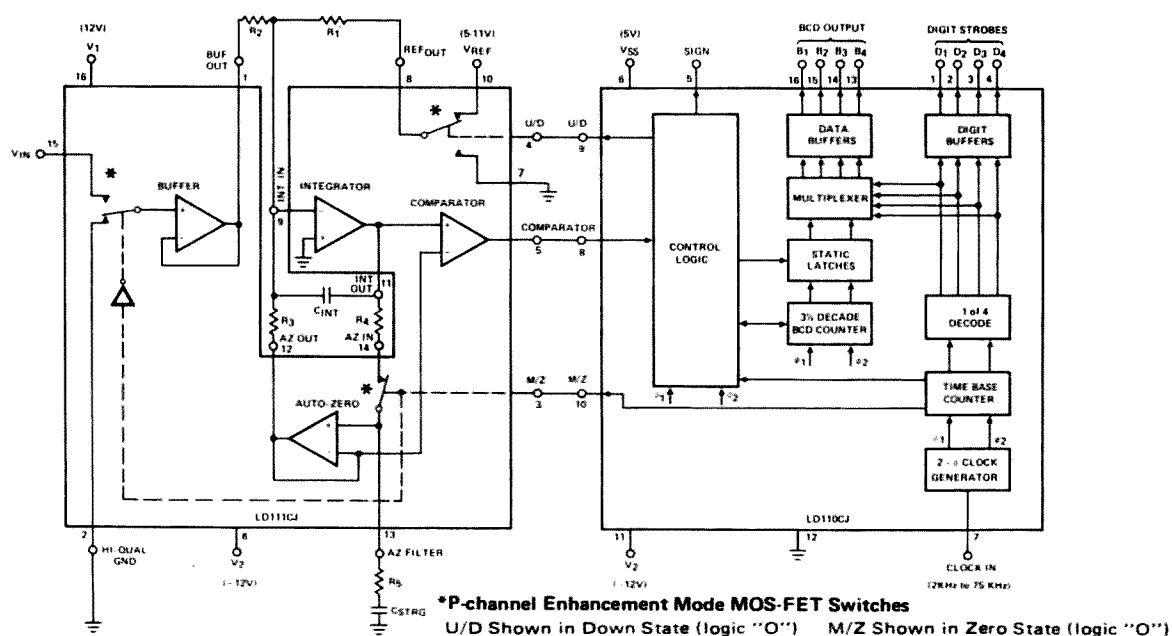 (12V)
V1
16
BUF
OUT
1
R2
R1
REFOUT
8
(5-11V)
VREF
10
(5V)
VSS
6
SIGN
5
BCD OUTPUT
B1 B2 B3 B4
16 15 14 13
DIGIT STROBES
D1 D2 D3 D4
1 2 3 4
VIN
15
*
BUFFER
+
-
INT IN
9
INTEGRATOR
-
+
*
U/D
4
U/D
9
7
COMPARATOR
+
-
COMPARATOR
5
8
CONTROL
LOGIC
DATA
BUFFERS
DIGIT
BUFFERS
MULTIPLEXER
STATIC
LATCHES
3½ DECADE
BCD COUNTER
φ1 φ2
1 of 4
DECODE
INT
OUT
11
CINT
R3
R4
AZ OUT
12
AZ IN
14
*
AUTO-ZERO
+
-
M/Z
3
M/Z
10
φ1 φ2
TIME BASE
COUNTER
φ1 φ2
2 - φ CLOCK
GENERATOR
LD111CJ
LD110CJ
2
HI-QUAL
GND
6
V2
(-12V)
13
AZ FILTER
R5
CSTRG
11
V2
(-12V)
12
7
CLOCK IN
(2KHz to 75 KHz)
*P-channel Enhancement Mode MOS-FET Switches
U/D Shown in Down State (logic "O") M/Z Shown in Zero State (logic "O")